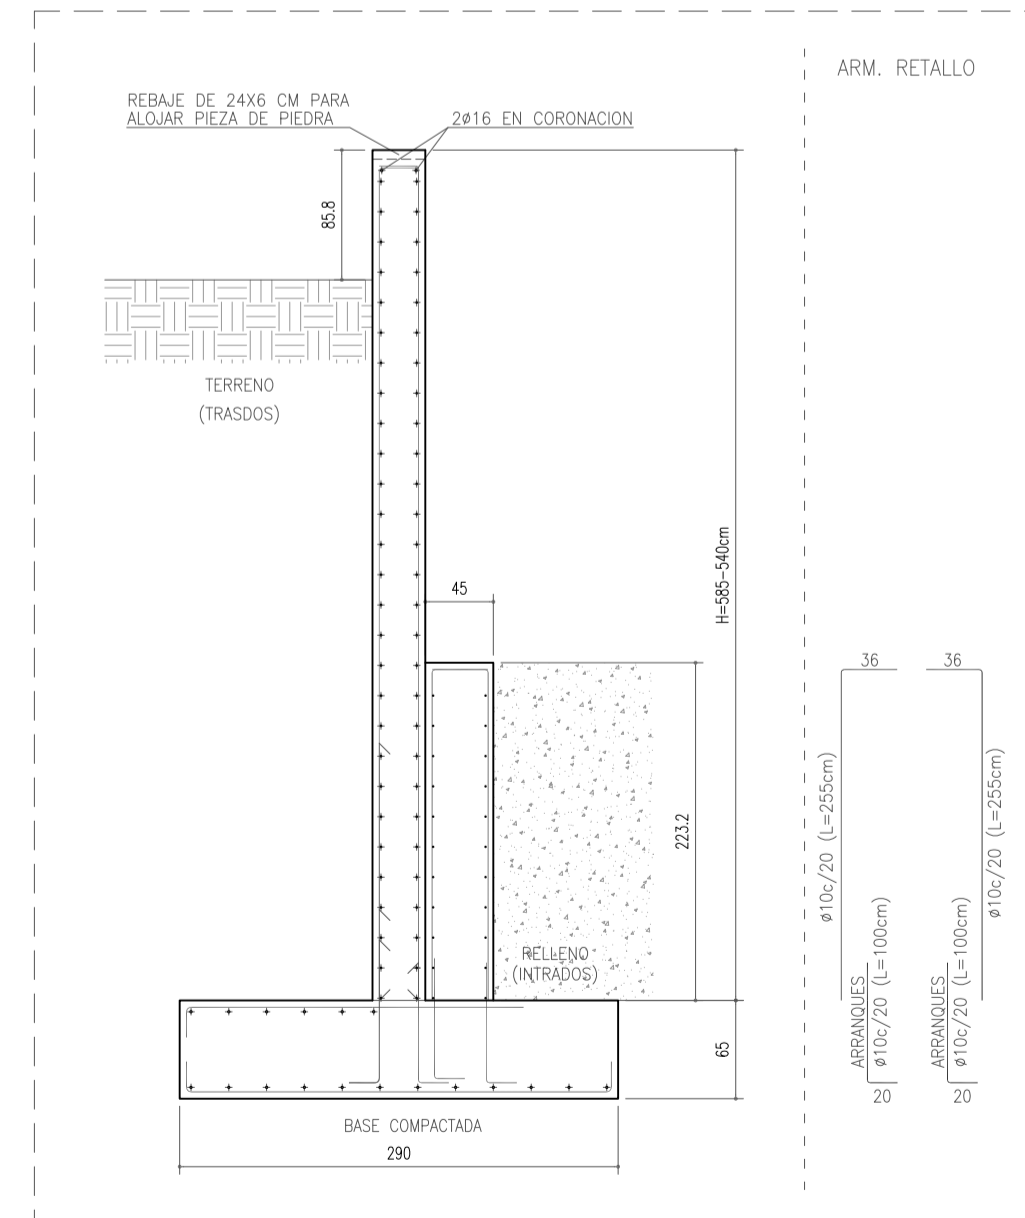 ARM. RETALLO
REBAJE DE 24X6 CM PARA
ALOJAR PIEZA DE PIEDRA
2ø16 EN CORONACION
85.8
TERRENO
(TRASDOS)
H=585-540cm
45
36
36
ø10c/20 (L=255cm)
ø10c/20 (L=255cm)
223.2
RELLENO
(INTRADOS)
ARRANQUES
ø10c/20 (L=100cm)
ARRANQUES
ø10c/20 (L=100cm)
65
20
20
BASE COMPACTADA
290